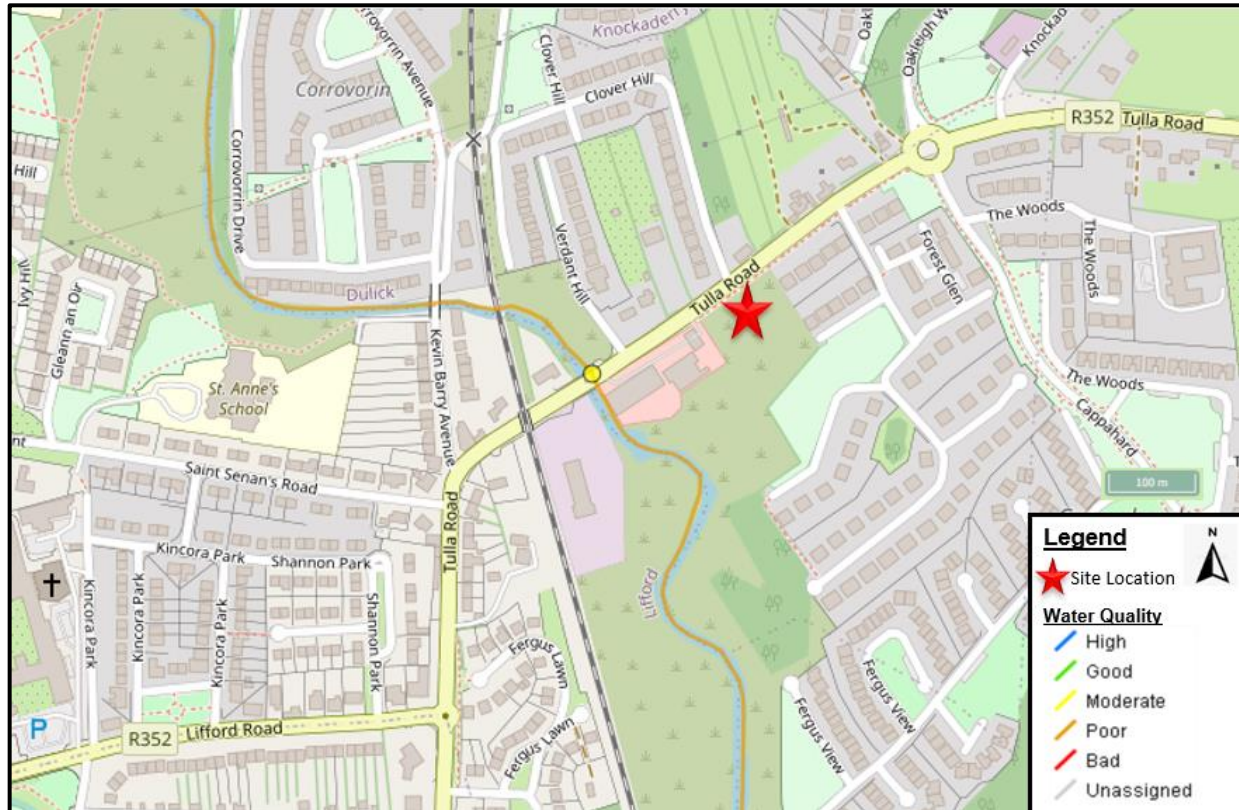 Corrovorrin Avenue
Knockaderry
Clover Hill
Oakleigh W
Knockad
Corrovorin
Clover Hill
R352
Tulla Road
Hill
Corrovorrin Drive
Verdant Hill
The Woods
Forest Glen
The Woods
Ivy Hill
Tulla Road
Dulick
Gleann an Oir
Kevin Barry Avenue
St. Anne's
School
The Woods
Cappahard
Saint Senan's Road
100 m
Tulla Road
Kincora Park
Shannon Park
Lifford
Kincora Park
Kincora Park
Kincora Park
Shannon Park
Fergus Lawn
Fergus View
Fergus View
P
R352
Lifford Road
Fergus Lawn
Legend
N
Site Location
Water Quality
High
Good
Moderate
Poor
Bad
Unassigned